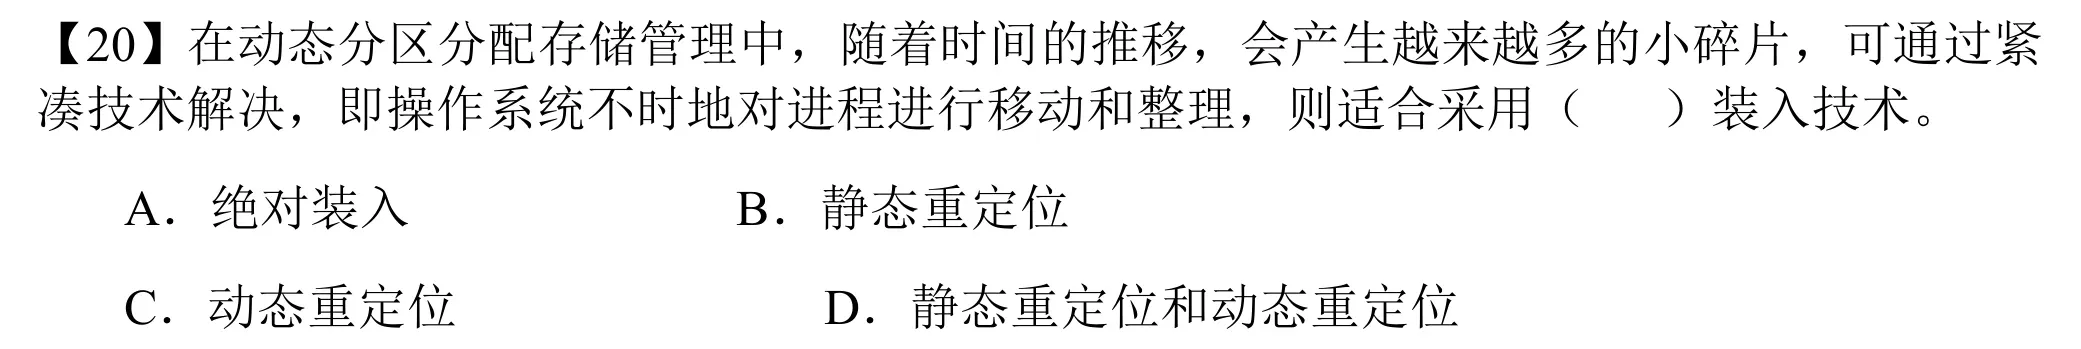 【20】在动态分区分配存储管理中，随着时间的推移，会产生越来越多的小碎片，可通过紧
凑技术解决，即操作系统不时地对进程进行移动和整理，则适合采用（　　）装入技术。
A．绝对装入　　B．静态重定位
C．动态重定位　　D．静态重定位和动态重定位